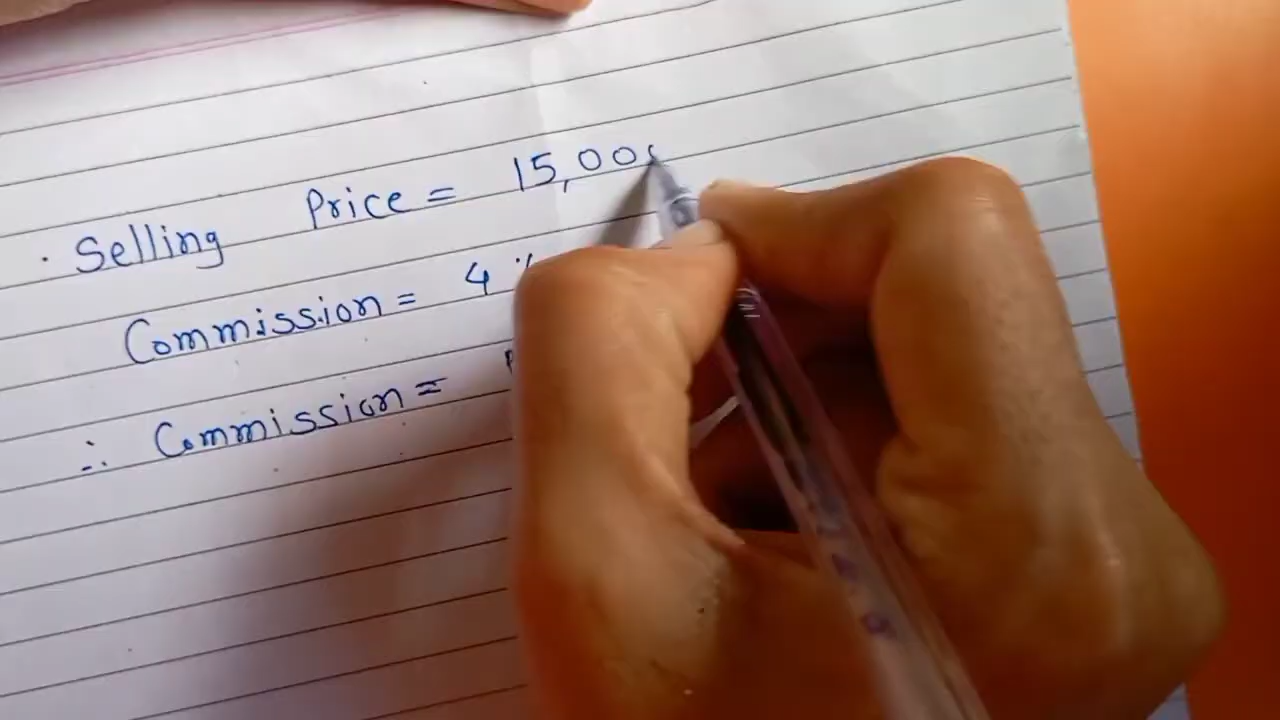 · Selling Price = 15,00
Commission = 4 %
∴ Commission =